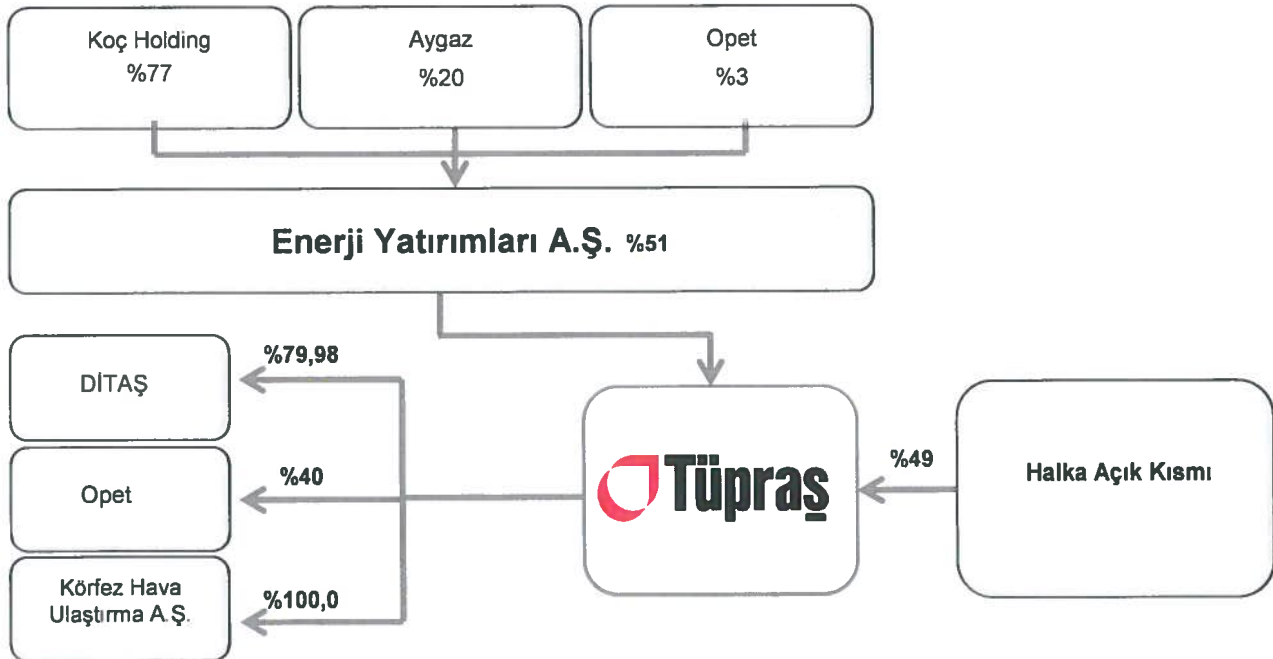 Koç Holding
%77
Aygaz
%20
Opet
%3
Enerji Yatırımları A.Ş. %51
DİTAŞ
%79,98
Opet
%40
Körfez Hava
Ulaştırma A.Ş.
%100,0
Tüpraş
%49
Halka Açık Kısmı